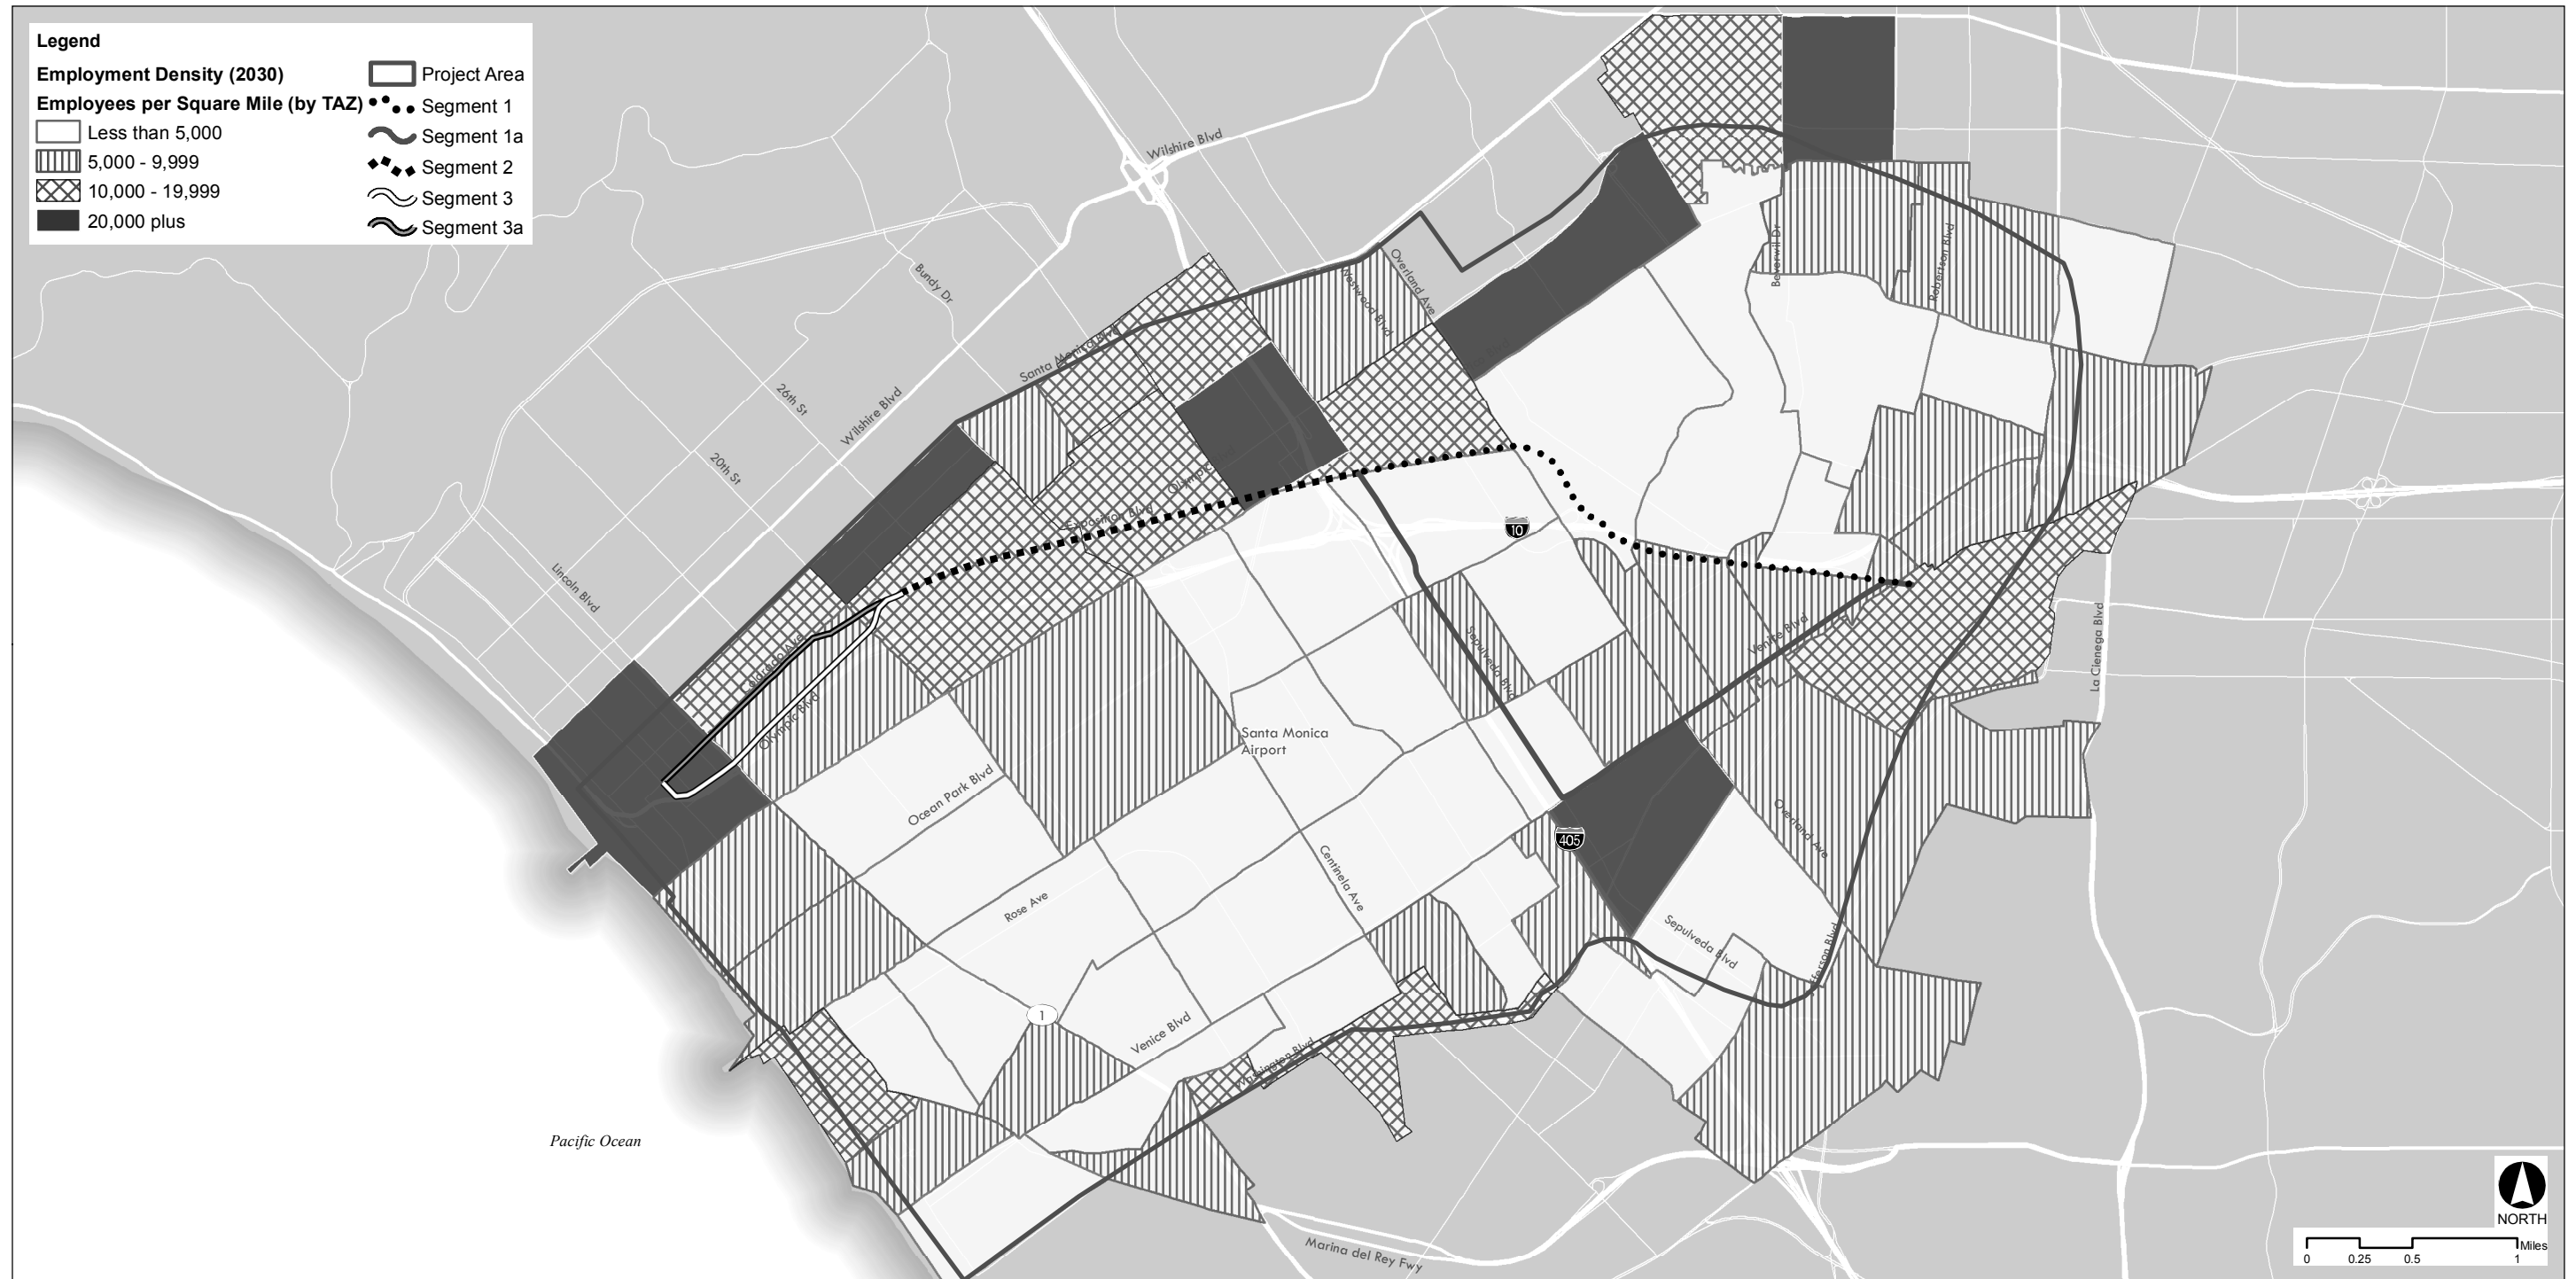 Legend
Employment Density (2030)
Employees per Square Mile (by TAZ)
Less than 5,000
5,000 - 9,999
10,000 - 19,999
20,000 plus
Project Area
Segment 1
Segment 1a
Segment 2
Segment 3
Segment 3a
Wilshire Blvd
Bundy Dr
Santa Monica Blvd
26th St
Wilshire Blvd
20th St
Lincoln Blvd
Westwood Blvd
Overland Ave
Beverwil Dr
Robertson Blvd
Olympic
Exposition Blvd
10
Colorado Ave
Olympic Blvd
Sepulveda Blvd
Venice Blvd
La Cienega Blvd
Santa Monica
Airport
Ocean Park Blvd
405
Overland Ave
Centinela Ave
Rose Ave
Sepulveda Blvd
fferson Blvd
1
Venice Blvd
Washington Blvd
Pacific Ocean
Marina del Rey Fwy
NORTH
Miles
0 0.25 0.5 1